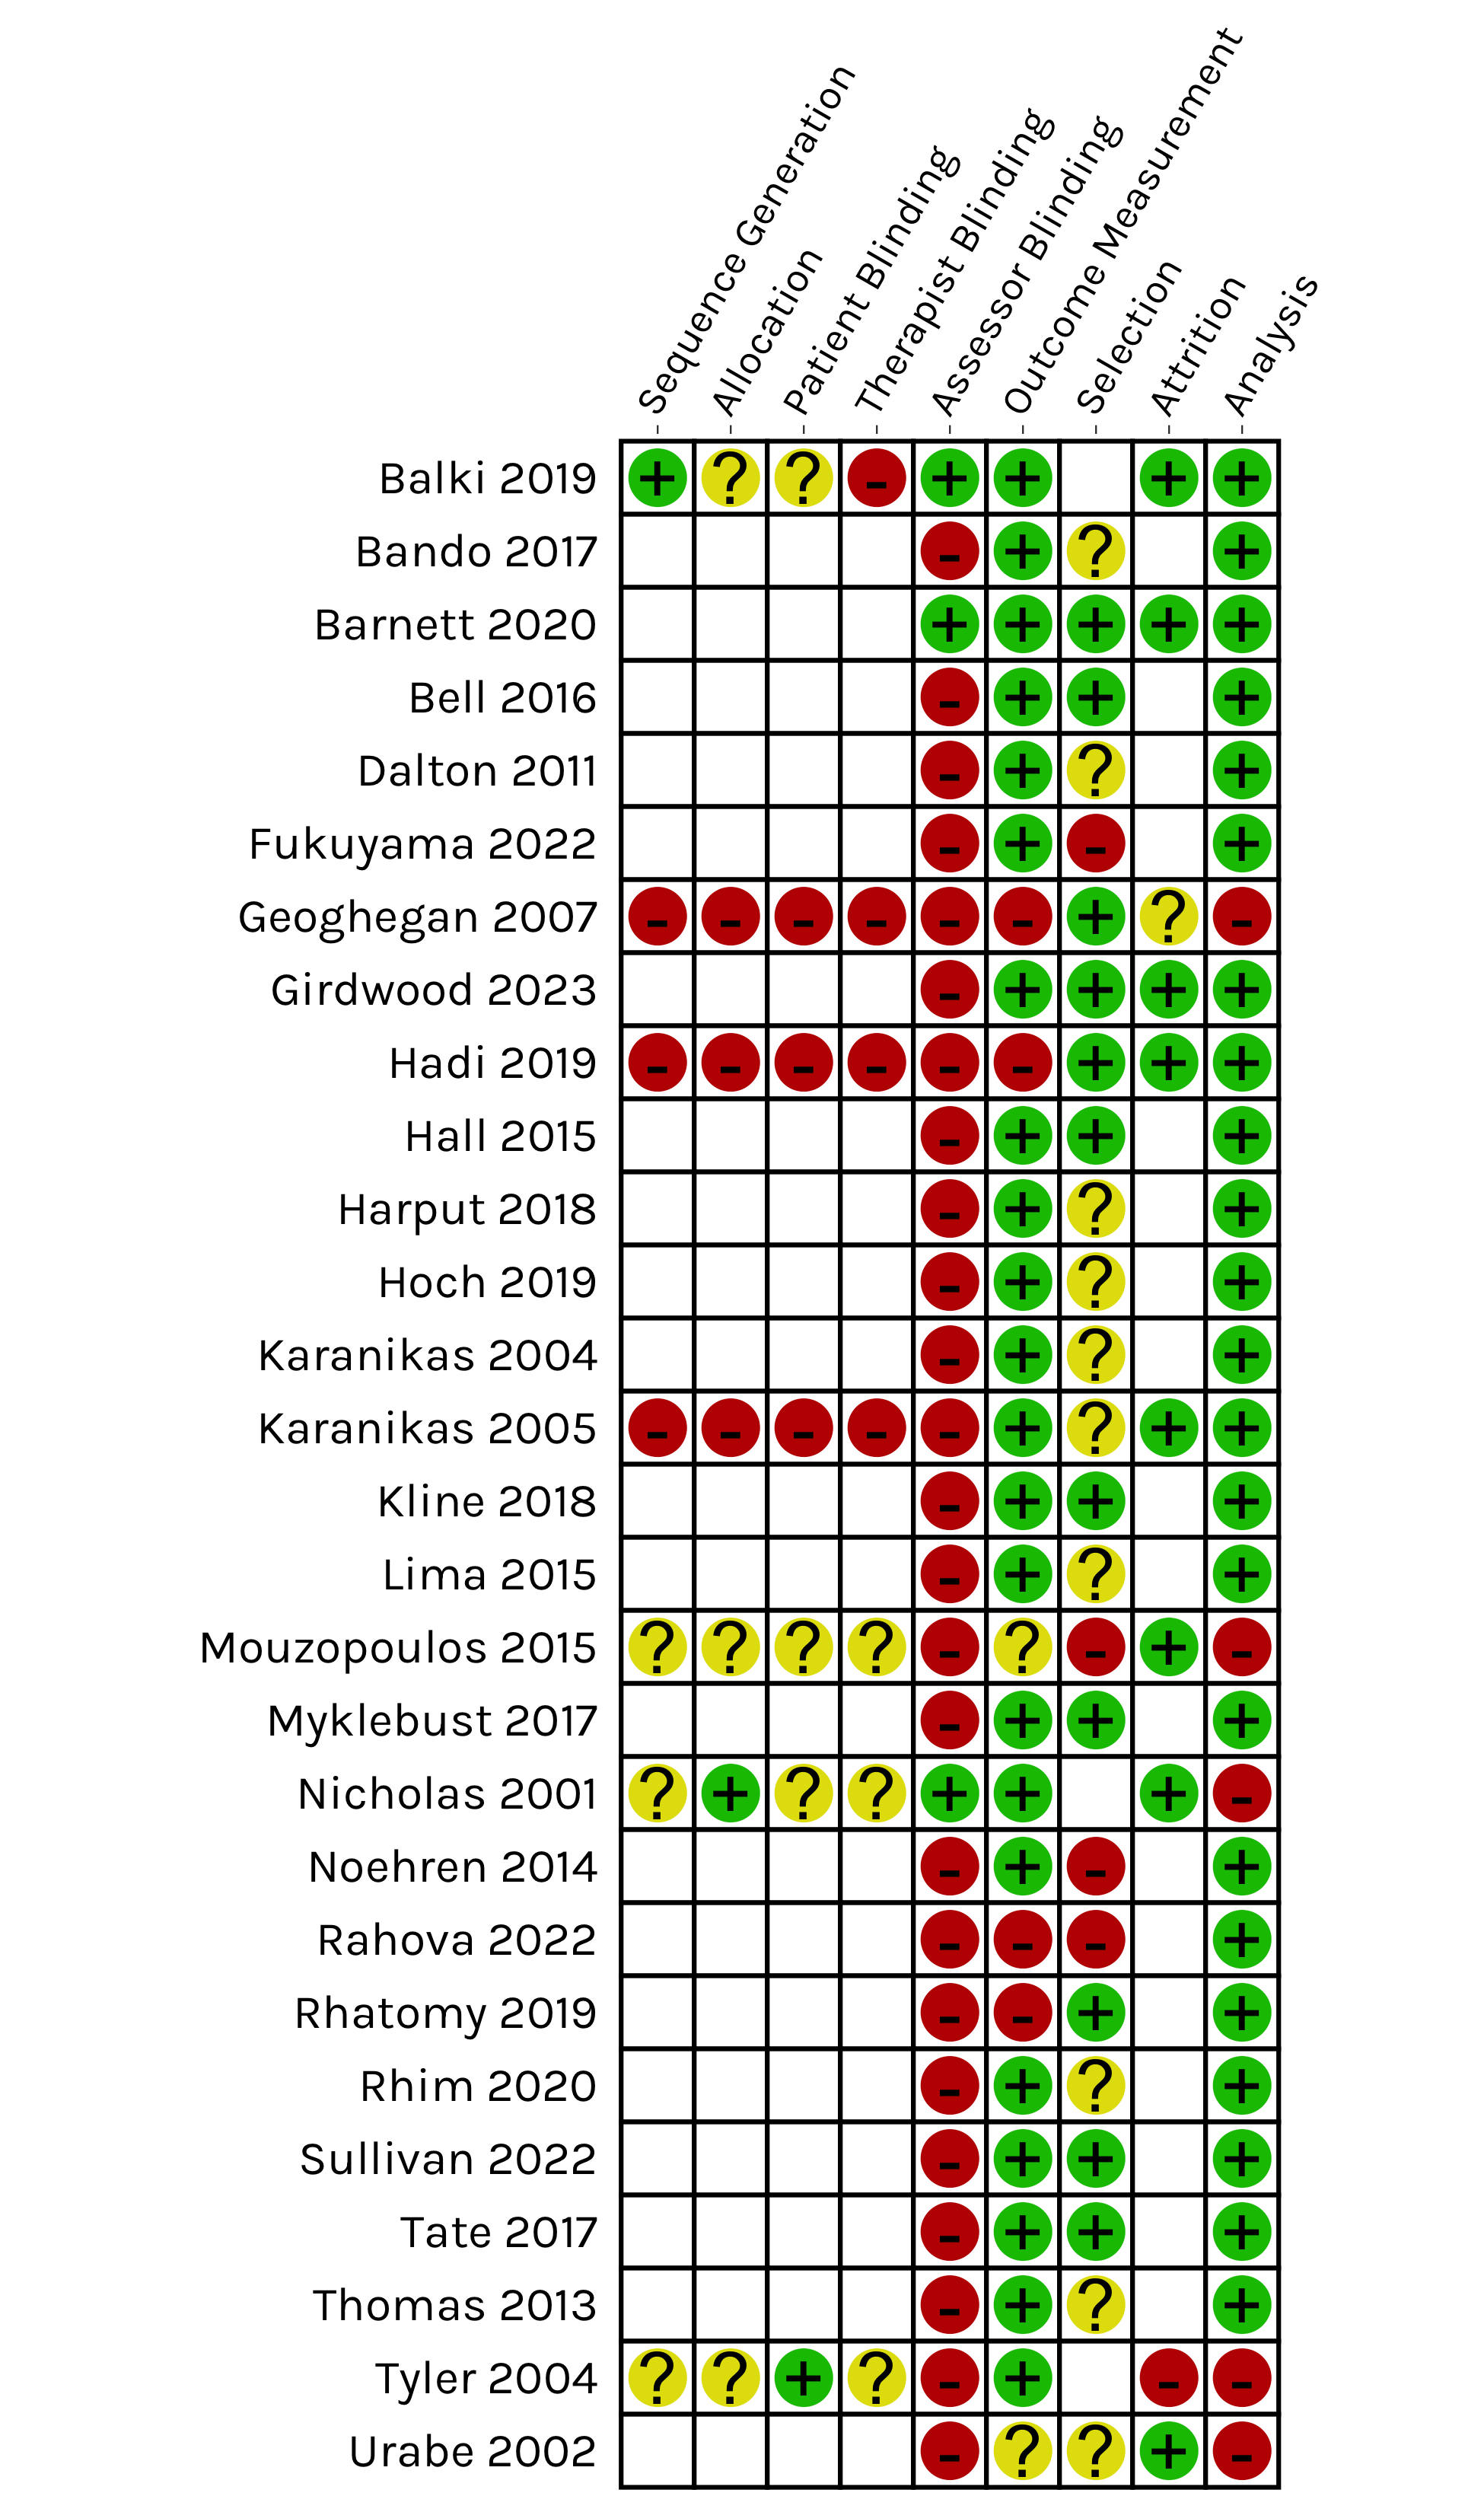 Sequence Generation
Allocation
Patient Blinding
Therapist Blinding
Assessor Blinding
Outcome Measurement
Selection
Attrition
Analysis
Balki 2019 + ? ? - + + + +
Bando 2017 - + ? +
Barnett 2020 + + + + +
Bell 2016 - + + +
Dalton 2011 - + ? +
Fukuyama 2022 - + - +
Geoghegan 2007 - - - - - - + ? -
Girdwood 2023 - + + + +
Hadi 2019 - - - - - - + + +
Hall 2015 - + + +
Harput 2018 - + ? +
Hoch 2019 - + ? +
Karanikas 2004 - + ? +
Karanikas 2005 - - - - - + ? + +
Kline 2018 - + + +
Lima 2015 - + ? +
Mouzopoulos 2015 ? ? ? ? - ? - + -
Myklebust 2017 - + + +
Nicholas 2001 ? + ? ? + + + -
Noehren 2014 - + - +
Rahova 2022 - - - +
Rhatomy 2019 - - + +
Rhim 2020 - + ? +
Sullivan 2022 - + + +
Tate 2017 - + + +
Thomas 2013 - + ? +
Tyler 2004 ? ? + ? - + - -
Urabe 2002 - ? ? + -